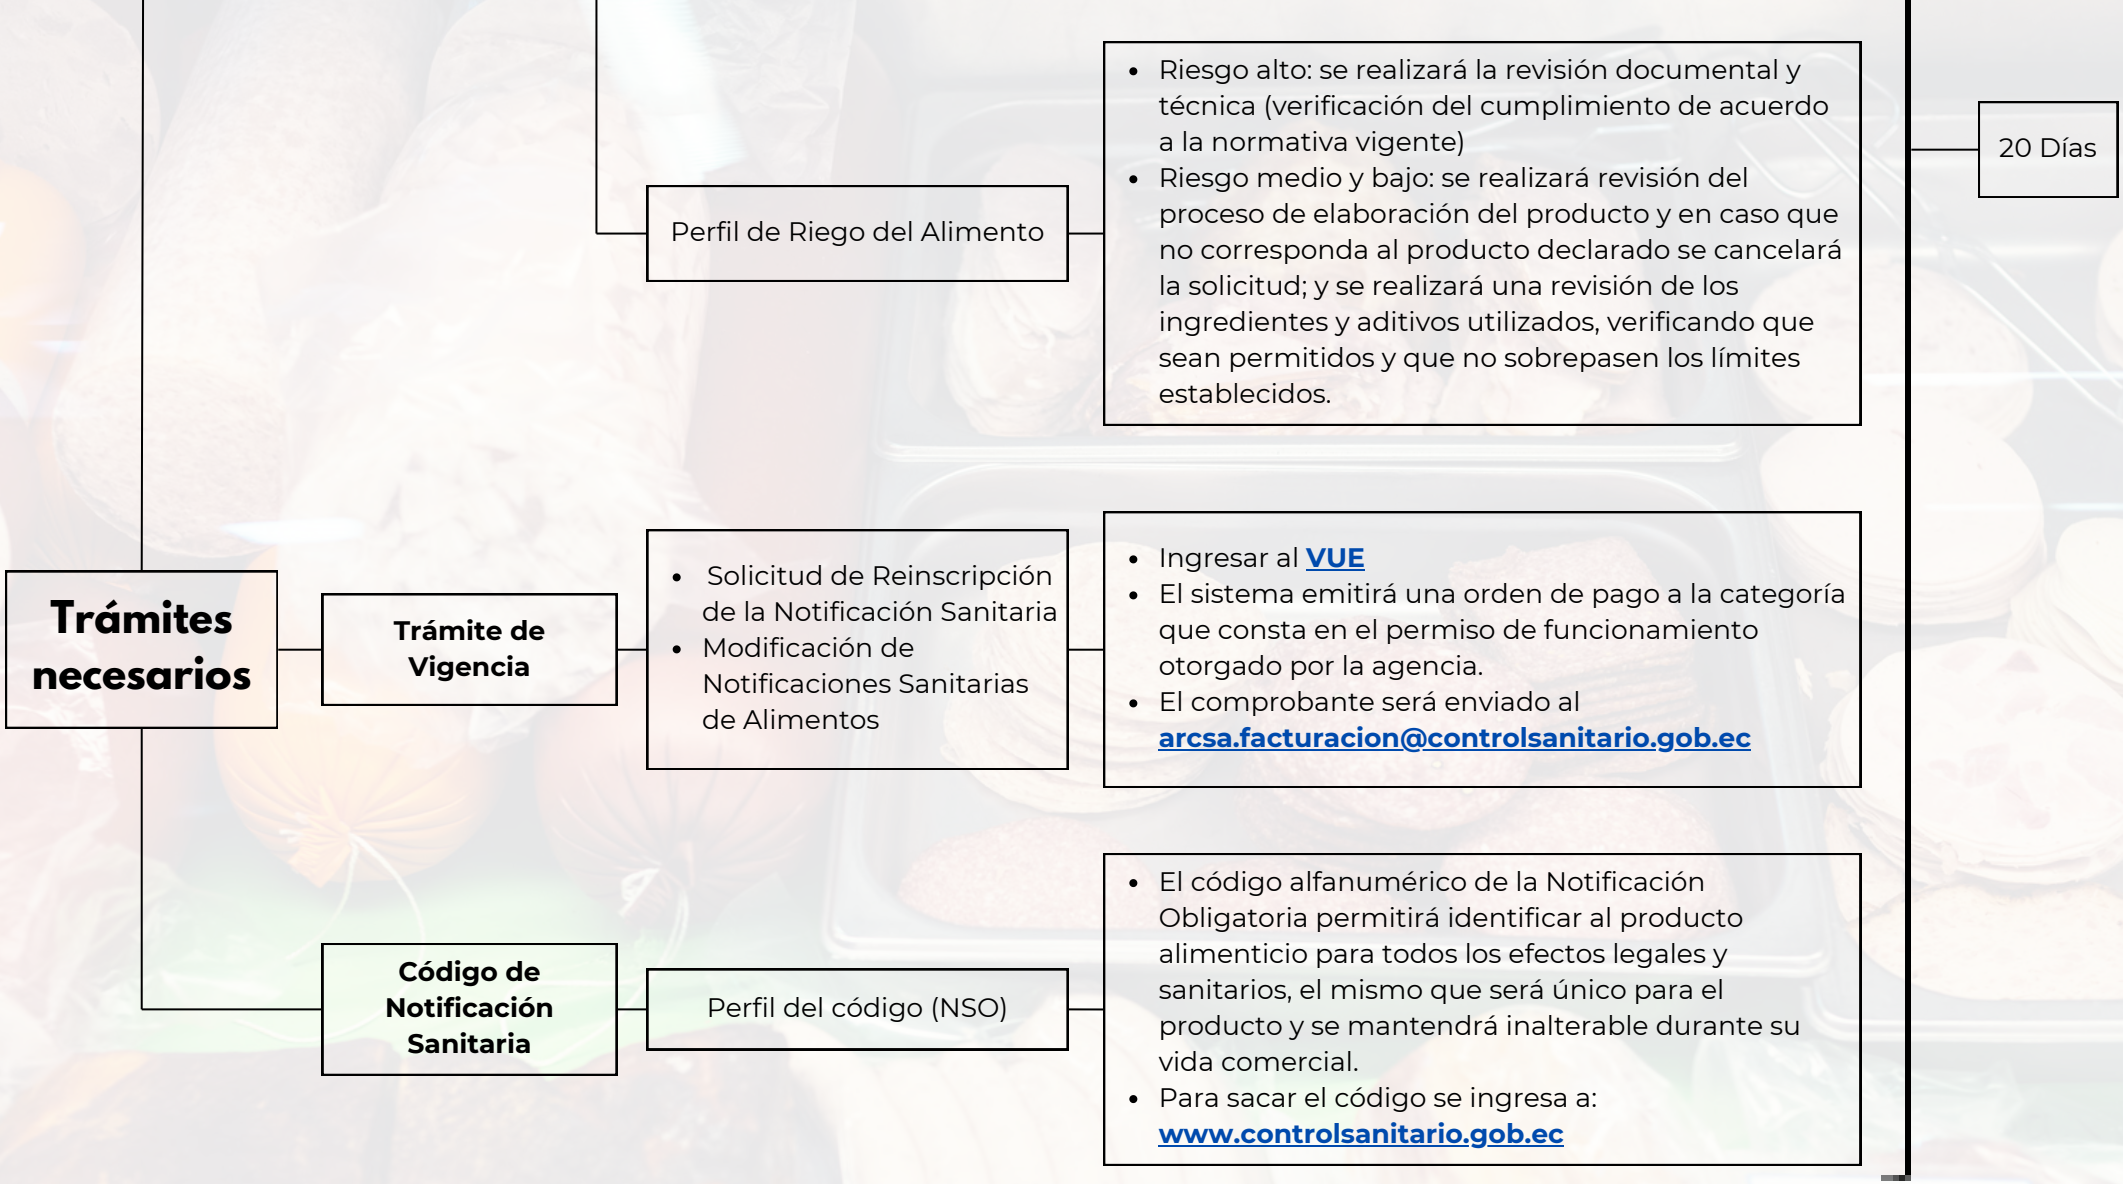 Riesgo alto: se realizará la revisión documental y
técnica (verificación del cumplimiento de acuerdo
a la normativa vigente)
Riesgo medio y bajo: se realizará revisión del
proceso de elaboración del producto y en caso que
no corresponda al producto declarado se cancelará
la solicitud; y se realizará una revisión de los
ingredientes y aditivos utilizados, verificando que
sean permitidos y que no sobrepasen los límites
establecidos.
20 Días
Perfil de Riego del Alimento
Trámites
necesarios
Trámite de
Vigencia
Solicitud de Reinscripción
de la Notificación Sanitaria
Modificación de
Notificaciones Sanitarias
de Alimentos
Ingresar al VUE
El sistema emitirá una orden de pago a la categoría
que consta en el permiso de funcionamiento
otorgado por la agencia.
El comprobante será enviado al
arcsa.facturacion@controlsanitario.gob.ec
Código de
Notificación
Sanitaria
Perfil del código (NSO)
El código alfanumérico de la Notificación
Obligatoria permitirá identificar al producto
alimenticio para todos los efectos legales y
sanitarios, el mismo que será único para el
producto y se mantendrá inalterable durante su
vida comercial.
Para sacar el código se ingresa a:
www.controlsanitario.gob.ec